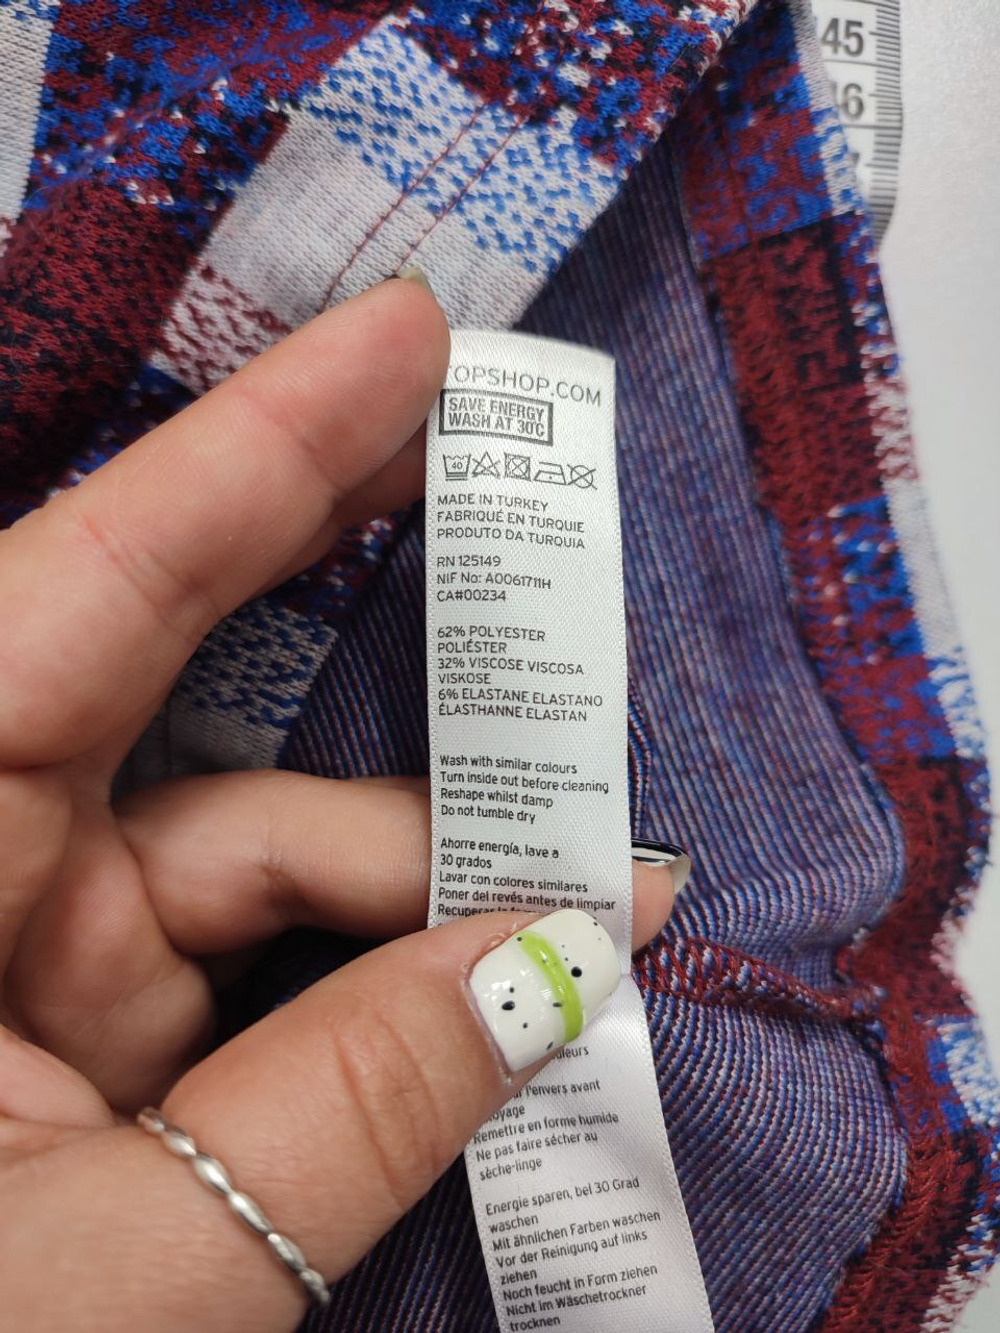 45
46
TOPSHOP.COM
SAVE ENERGY
WASH AT 30°C
40
MADE IN TURKEY
FABRIQUÉ EN TURQUIE
PRODUTO DA TURQUIA
RN 125149
NIF No: A0061711H
CA#00234
62% POLYESTER
POLIÉSTER
32% VISCOSE VISCOSA
VISKOSE
6% ELASTANE ELASTANO
ÉLASTHANNE ELASTAN
Wash with similar colours
Turn inside out before cleaning
Reshape whilst damp
Do not tumble dry
Ahorre energía, lave a
30 grados
Lavar con colores similares
Poner del revés antes de limpiar
l'envers avant
Remettre en forme humide
Ne pas faire sécher au
sèche-linge
Energie sparen, bei 30 Grad
waschen
Mit ähnlichen Farben waschen
Vor der Reinigung auf links
ziehen
Noch feucht in Form ziehen
Nicht im Wäschetrockner
trocknen